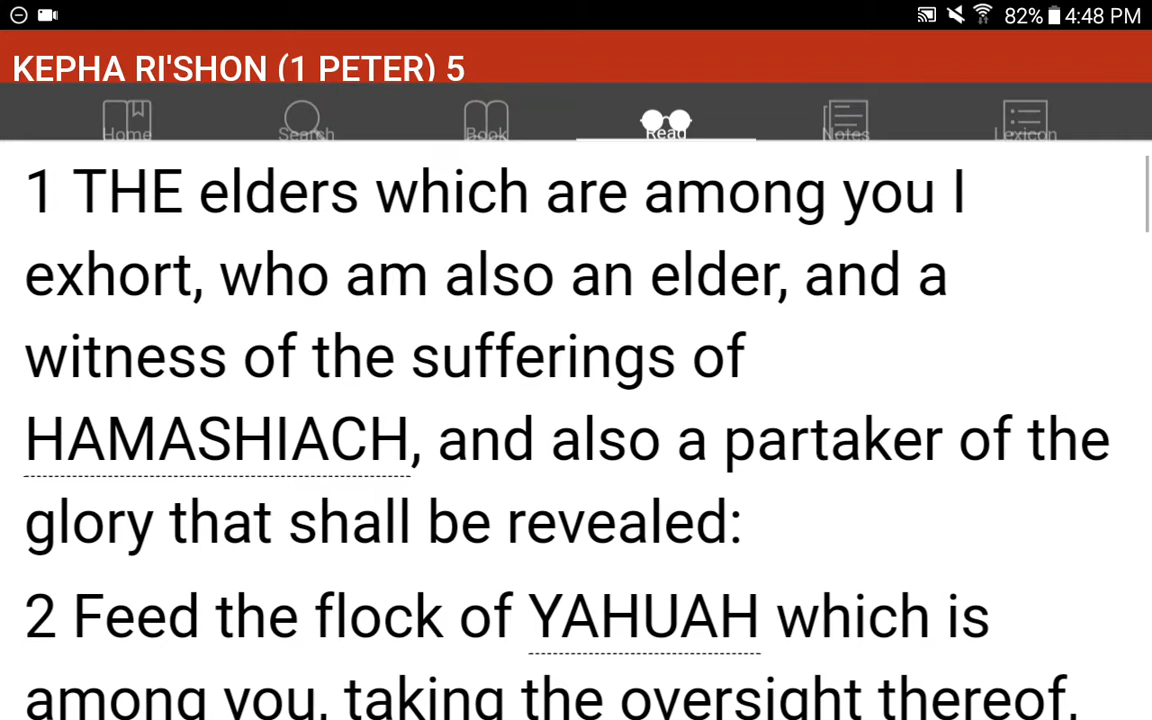 82% 4:48 PM
KEPHA RI'SHON (1 PETER) 5
Home Search Book Read Notes Lexicon
1 THE elders which are among you I
exhort, who am also an elder, and a
witness of the sufferings of
HAMASHIACH, and also a partaker of the
glory that shall be revealed:
2 Feed the flock of YAHUAH which is
among you, taking the oversight thereof,